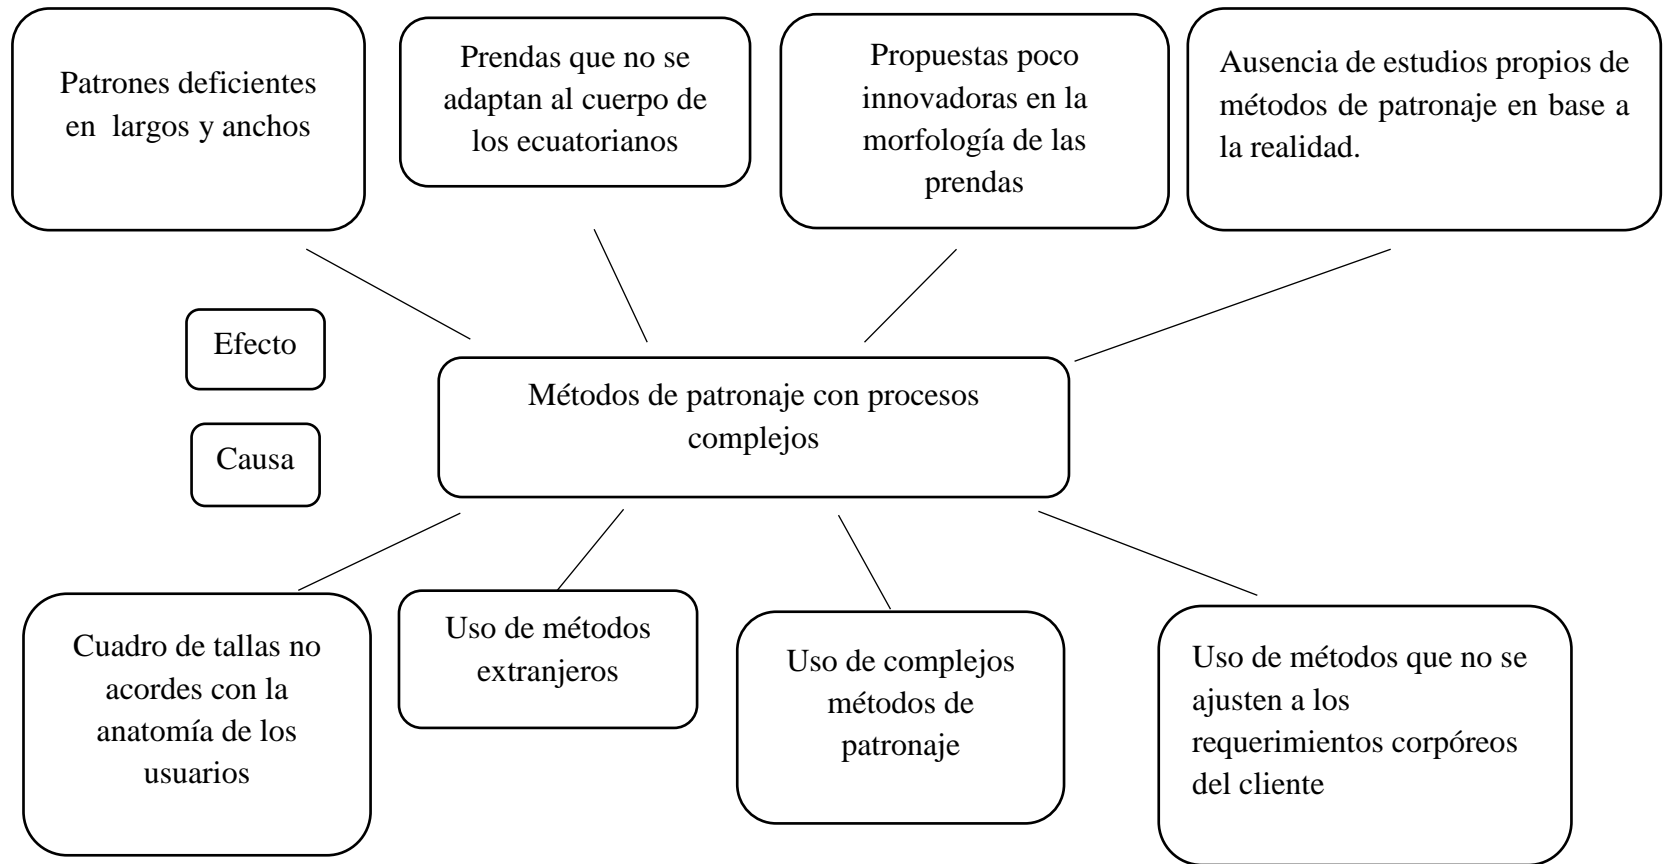 Patrones deficientes
en largos y anchos
Prendas que no se
adaptan al cuerpo de
los ecuatorianos
Propuestas poco
innovadoras en la
morfología de las
prendas
Ausencia de estudios propios de
métodos de patronaje en base a
la realidad.
Efecto
Causa
Métodos de patronaje con procesos
complejos
Cuadro de tallas no
acordes con la
anatomía de los
usuarios
Uso de métodos
extranjeros
Uso de complejos
métodos de
patronaje
Uso de métodos que no se
ajusten a los
requerimientos corpóreos
del cliente